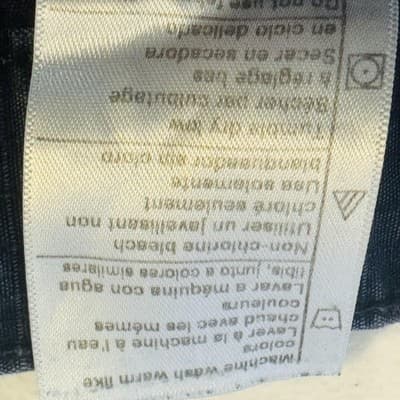 Machine wash warm like
colors
Laver à la machine à l'eau
chaud avec les mêmes
couleurs
Lavar a máquina con agua
tibia, junto a colores similares
Non-chlorine bleach
Utiliser un javellisant non
chloré seulement
Usa solamente
blanqueador sin cloro
Tumble dry low
Sécher par culbutage
à réglage bas
Secar en secadora
en ciclo delicado
Do not use